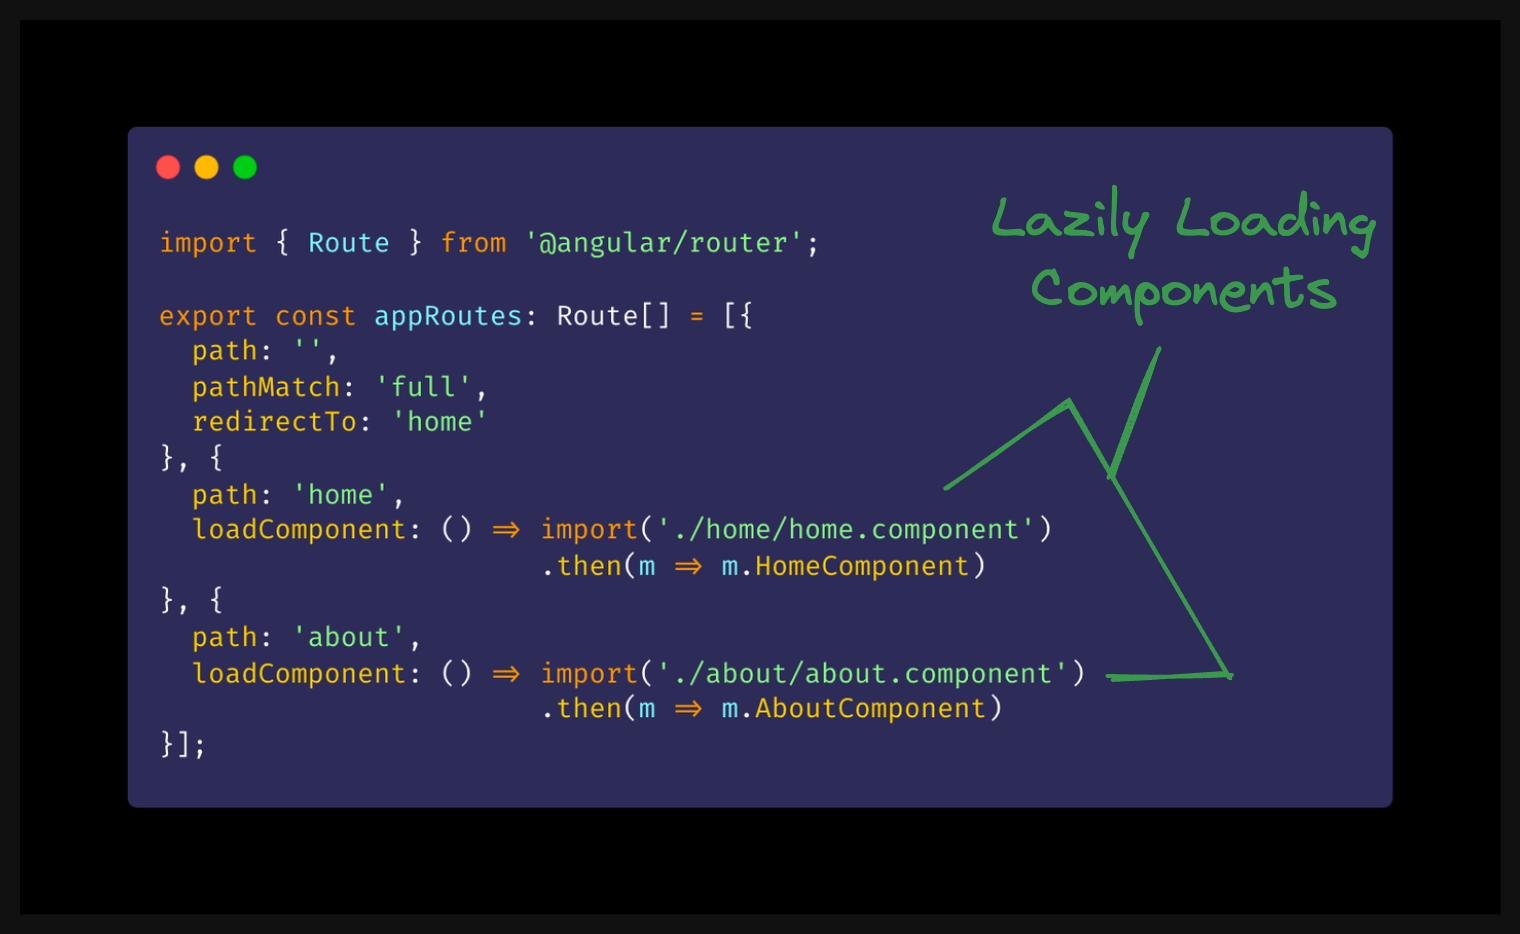 Lazily Loading
Components
import { Route } from '@angular/router';
export const appRoutes: Route[] = [{
  path: '',
  pathMatch: 'full',
  redirectTo: 'home'
}, {
  path: 'home',
  loadComponent: () => import('./home/home.component')
                       .then(m => m.HomeComponent)
}, {
  path: 'about',
  loadComponent: () => import('./about/about.component')
                       .then(m => m.AboutComponent)
}];